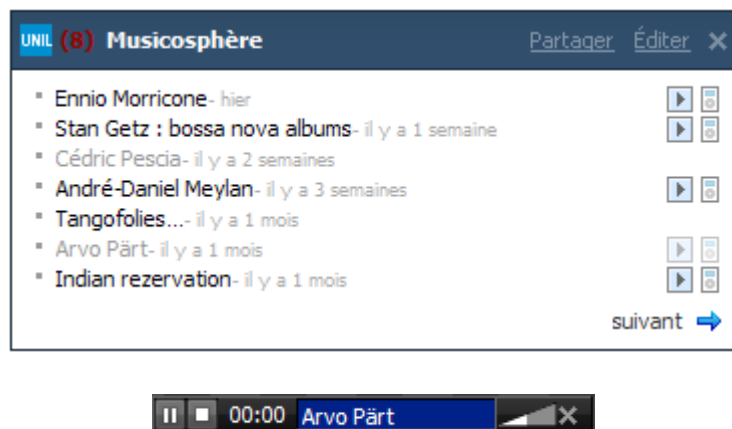 UNIL (8) Musicosphère Partager Éditer
Ennio Morricone- hier
Stan Getz : bossa nova albums- il y a 1 semaine
Cédric Pescia- il y a 2 semaines
André-Daniel Meylan- il y a 3 semaines
Tangofolies...- il y a 1 mois
Arvo Pärt- il y a 1 mois
Indian rezervation- il y a 1 mois
suivant
00:00 Arvo Pärt